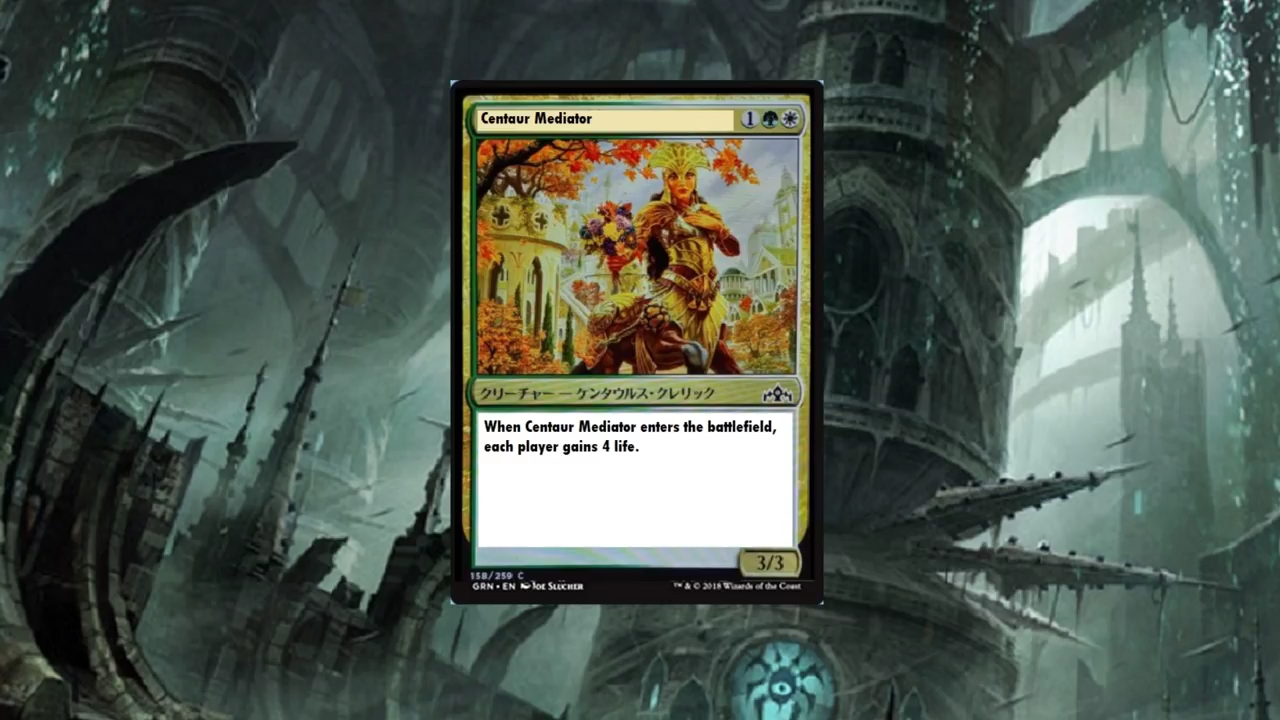 Centaur Mediator 1
クリーチャー — ケンタウルス・クレリック
When Centaur Mediator enters the battlefield,
each player gains 4 life.
3/3
158/259 C
GRN • EN Joe Slucher
™ & © 2018 Wizards of the Coast